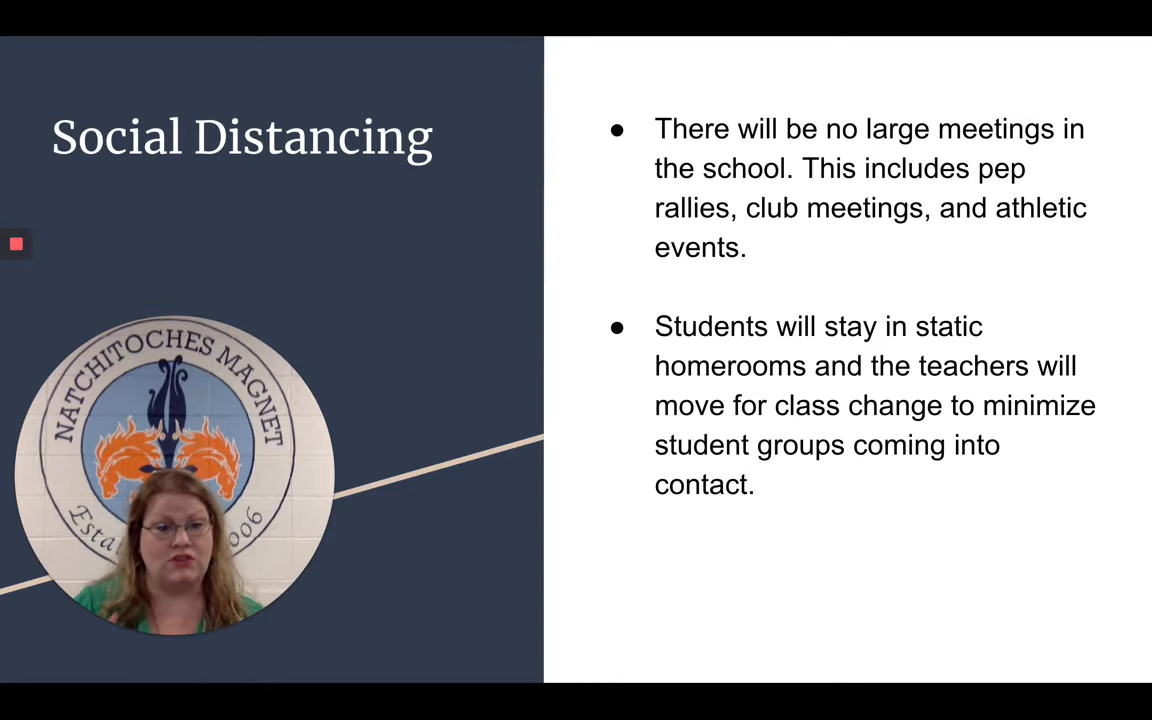 Social Distancing
● There will be no large meetings in
the school. This includes pep
rallies, club meetings, and athletic
events.
● Students will stay in static
homerooms and the teachers will
move for class change to minimize
student groups coming into
contact.
NATCHITOCHES MAGNET